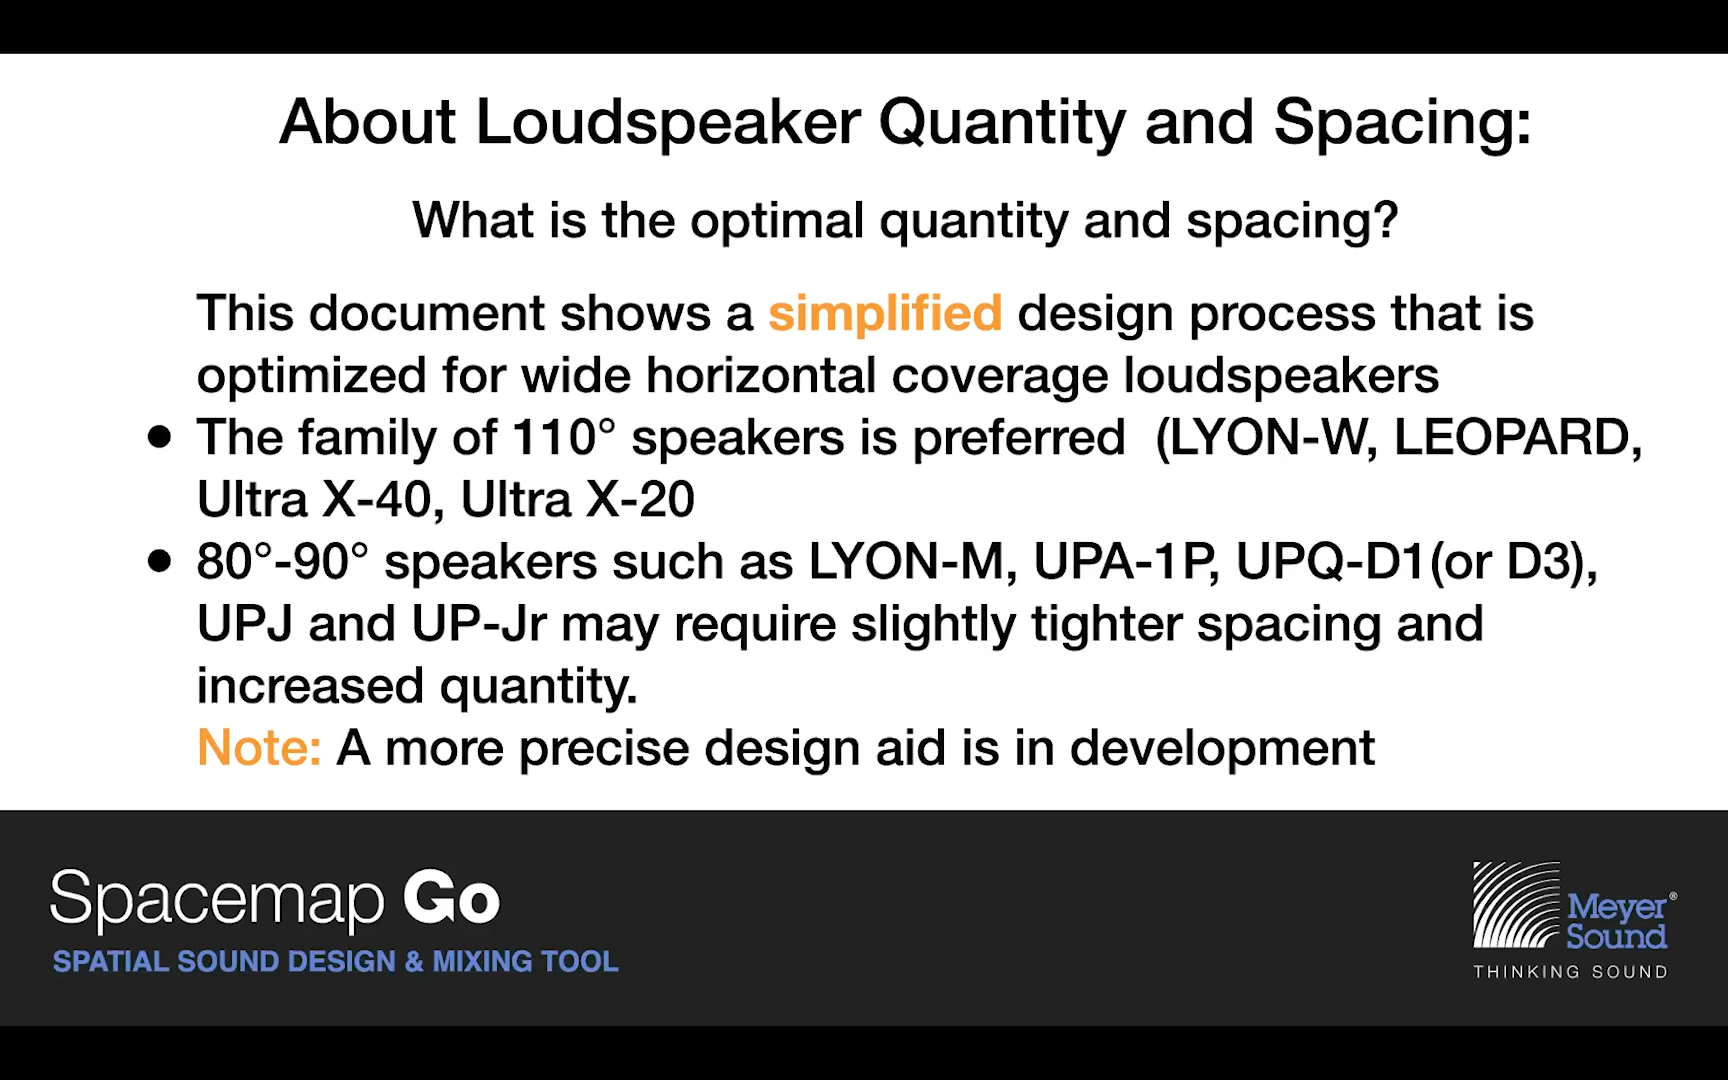 About Loudspeaker Quantity and Spacing:
What is the optimal quantity and spacing?
This document shows a simplified design process that is
optimized for wide horizontal coverage loudspeakers
● The family of 110° speakers is preferred  (LYON-W, LEOPARD,
Ultra X-40, Ultra X-20
● 80°-90° speakers such as LYON-M, UPA-1P, UPQ-D1(or D3),
UPJ and UP-Jr may require slightly tighter spacing and
increased quantity.
Note: A more precise design aid is in development
Spacemap Go
SPATIAL SOUND DESIGN & MIXING TOOL
Meyer®
Sound
THINKING SOUND